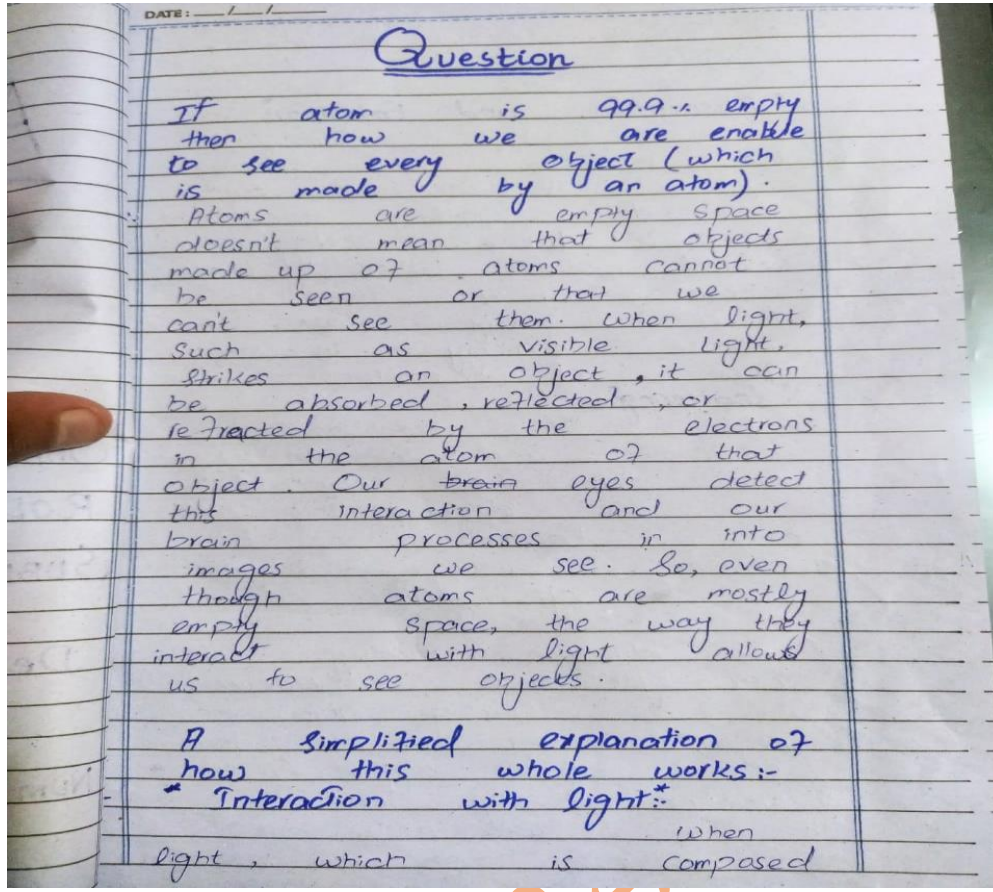 DATE: __/__/__
Question
If atom is 99.9.% empty
then how we are enable
to see every object (which
is made by an atom).
Atoms are empty space
doesn't mean that objects
made up of atoms cannot
be seen or that we
can't see them. When light,
Such as visible light,
strikes an object, it can
be absorbed, reflected, or
refracted by the electrons
in the atom of that
object. Our brain eyes detect
this interaction and our
brain processes in into
images we see. So, even
though atoms are mostly
empty space, the way they
interact with light allows
us to see objects.
A Simplified explanation of
how this whole works:-
* Interaction with light:*
When
light, which is composed